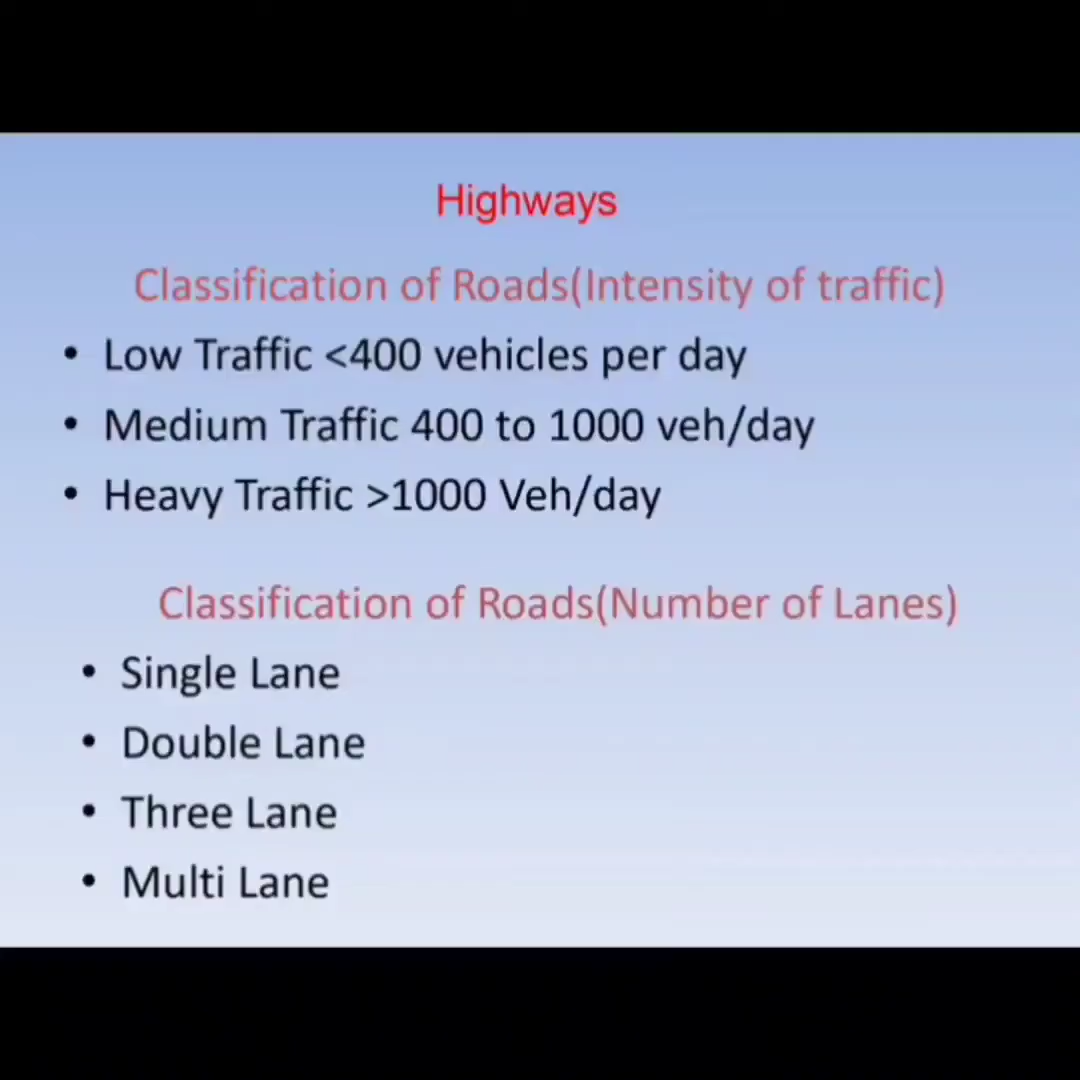 Highways
Classification of Roads(Intensity of traffic)
• Low Traffic <400 vehicles per day
• Medium Traffic 400 to 1000 veh/day
• Heavy Traffic >1000 Veh/day
Classification of Roads(Number of Lanes)
• Single Lane
• Double Lane
• Three Lane
• Multi Lane